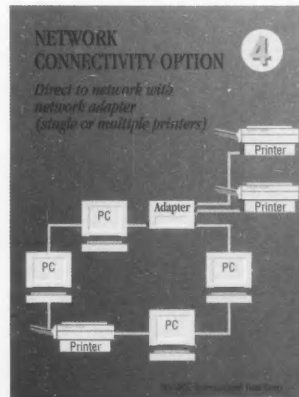 NETWORK
CONNECTIVITY OPTION
4
Direct to network with
network adapter
(single or multiple printers)
Printer
PC
Adapter
Printer
PC
PC
PC
Printer